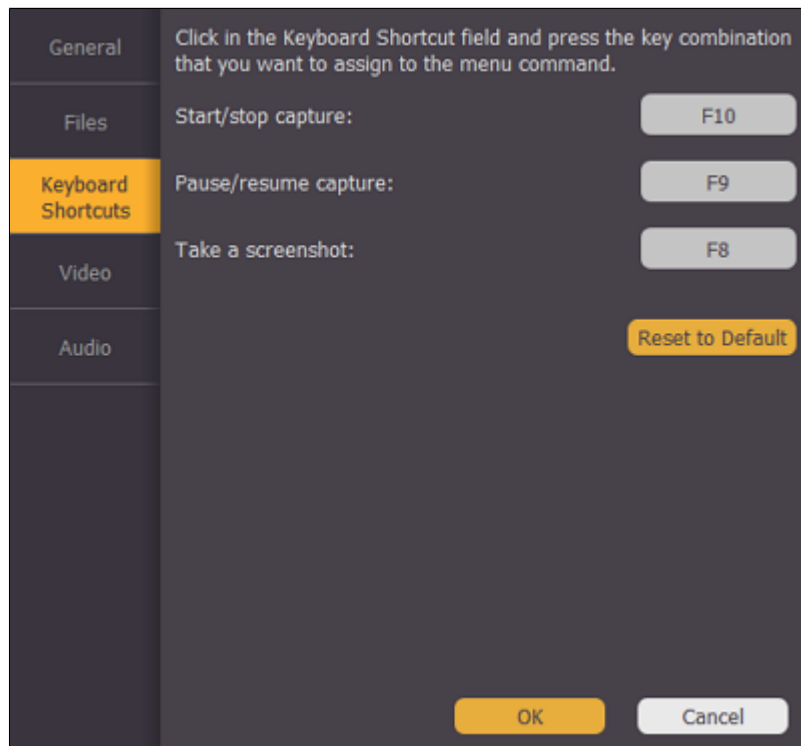 General
Files
Keyboard
Shortcuts
Video
Audio
Click in the Keyboard Shortcut field and press the key combination
that you want to assign to the menu command.
Start/stop capture: F10
Pause/resume capture: F9
Take a screenshot: F8
Reset to Default
OK Cancel